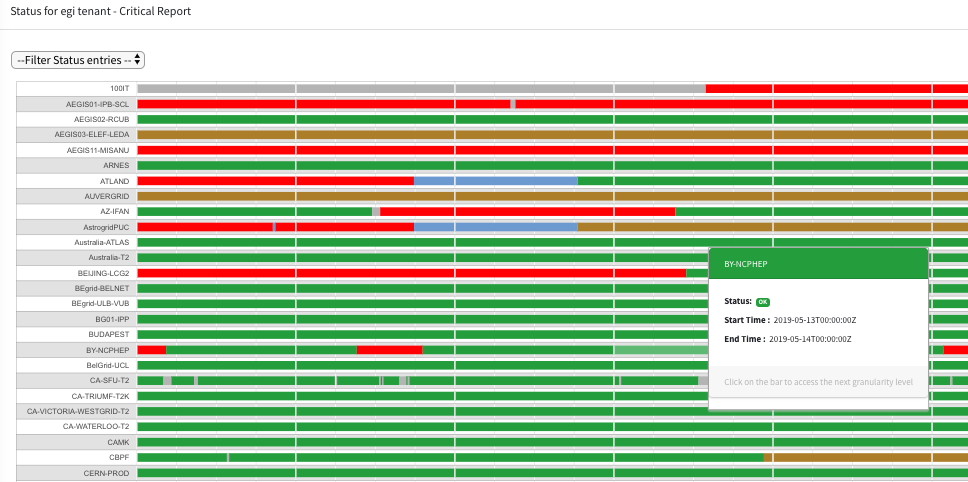 Status for egi tenant - Critical Report
--Filter Status entries --
100IT
AEGIS01-IPB-SCL
AEGIS02-RCUB
AEGIS03-ELEF-LEDA
AEGIS11-MISANU
ARNES
ATLAND
AUVERGRID
AZ-IFAN
AstrogridPUC
Australia-ATLAS
Australia-T2
BEIJING-LCG2
BEgrid-BELNET
BEgrid-ULB-VUB
BG01-IPP
BUDAPEST
BY-NCPHEP
BelGrid-UCL
CA-SFU-T2
CA-TRIUMF-T2K
CA-VICTORIA-WESTGRID-T2
CA-WATERLOO-T2
CAMK
CBPF
CERN-PROD
BY-NCPHEP
Status: OK
Start Time : 2019-05-13T00:00:00Z
End Time : 2019-05-14T00:00:00Z
Click on the bar to access the next granularity level